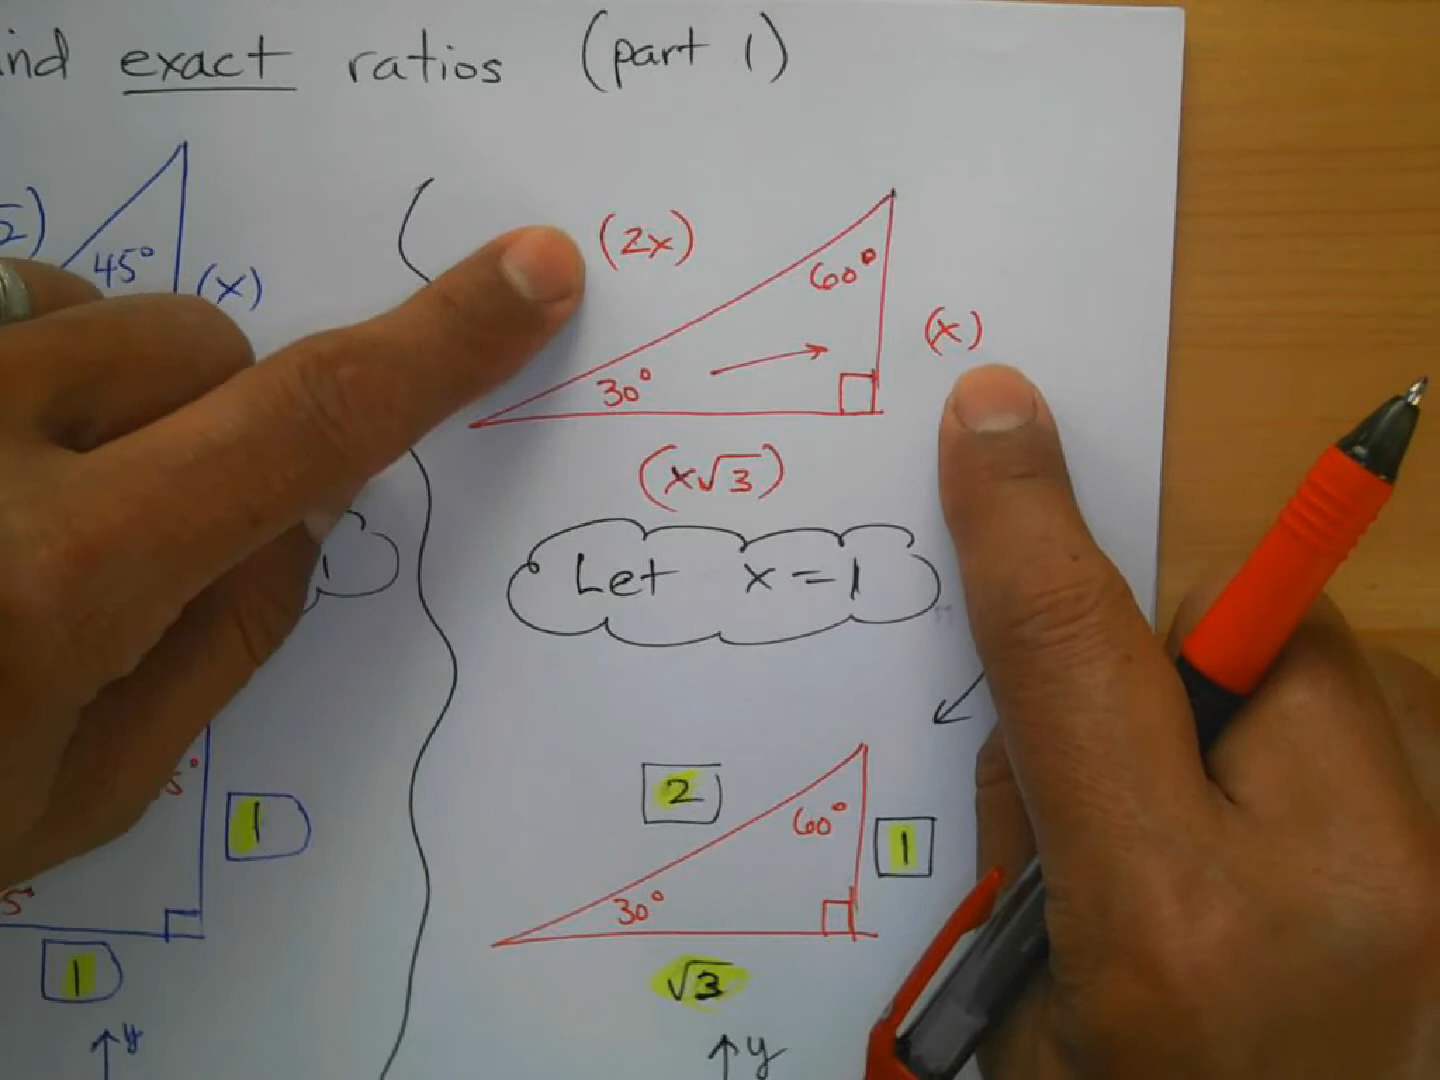 exact ratios (part 1)
45°
(x)
1
1
(2x)
60°
(x)
30°
(x√3)
Let x=1
2
60°
1
30°
√3
y
y